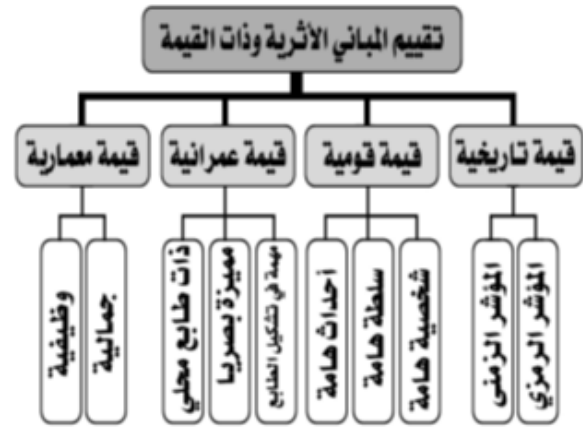 تقييم المباني الأثرية وذات القيمة
قيمة تاريخية
قيمة قومية
قيمة عمرانية
قيمة معمارية
المؤشر الرمزي
المؤشر الزمنى
شخصية هامة
سلطة هامة
أحداث هامة
مهمة في تشكيل الطابع
مميزة بصريا
ذات طابع محلي
جمالية
وظيفية